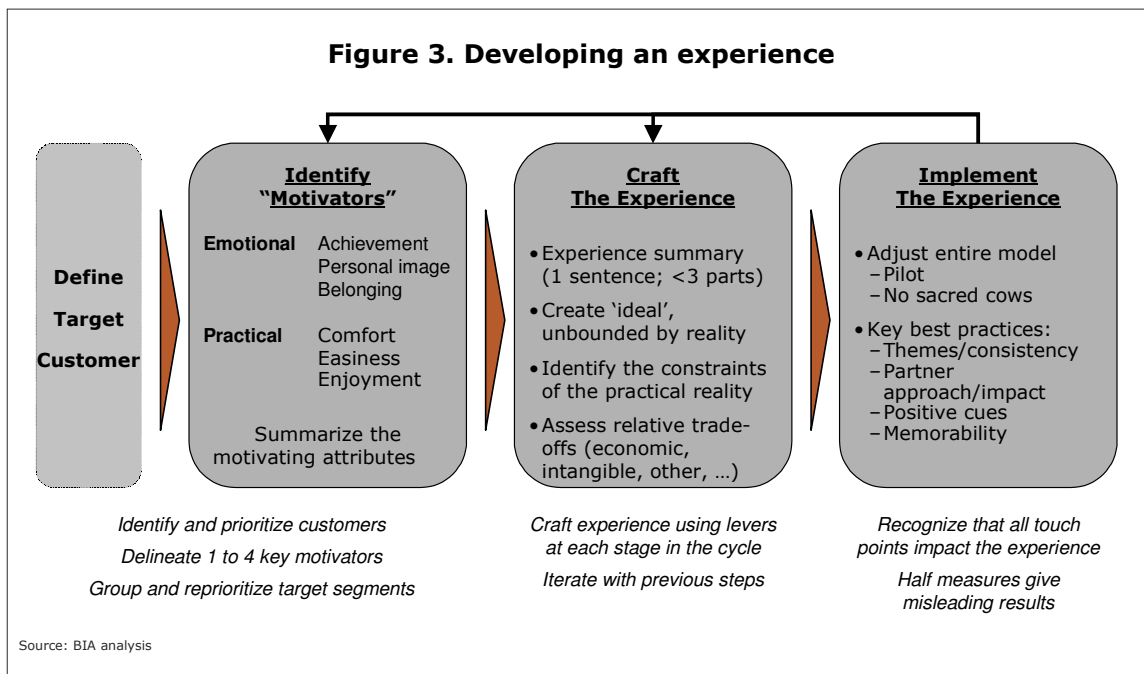 Figure 3. Developing an experience
Define
Target
Customer
Identify
“Motivators”
Emotional Achievement
Personal image
Belonging
Practical Comfort
Easiness
Enjoyment
Summarize the
motivating attributes
Craft
The Experience
•Experience summary
(1 sentence; <3 parts)
•Create ‘ideal’,
unbounded by reality
•Identify the constraints
of the practical reality
•Assess relative trade-
offs (economic,
intangible, other, …)
Implement
The Experience
•Adjust entire model
–Pilot
–No sacred cows
•Key best practices:
–Themes/consistency
–Partner
approach/impact
–Positive cues
–Memorability
Identify and prioritize customers
Delineate 1 to 4 key motivators
Group and reprioritize target segments
Craft experience using levers
at each stage in the cycle
Iterate with previous steps
Recognize that all touch
points impact the experience
Half measures give
misleading results
Source: BIA analysis